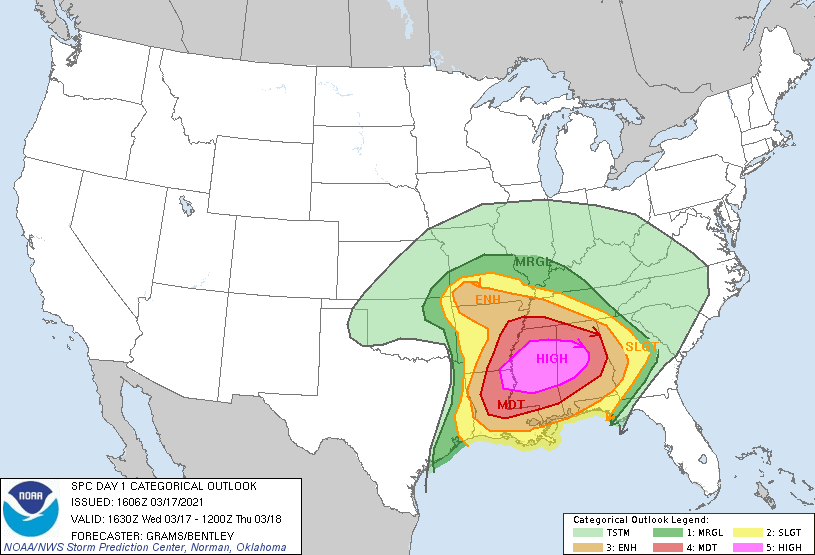 MRGL
ENH
SLGT
HIGH
MDT
NOAA
SPC DAY 1 CATEGORICAL OUTLOOK
ISSUED: 1606Z 03/17/2021
VALID: 1630Z Wed 03/17 - 1200Z Thu 03/18
FORECASTER: GRAMS/BENTLEY
NOAA/NWS Storm Prediction Center, Norman, Oklahoma
Categorical Outlook Legend:
TSTM 1: MRGL 2: SLGT
3: ENH 4: MDT 5: HIGH